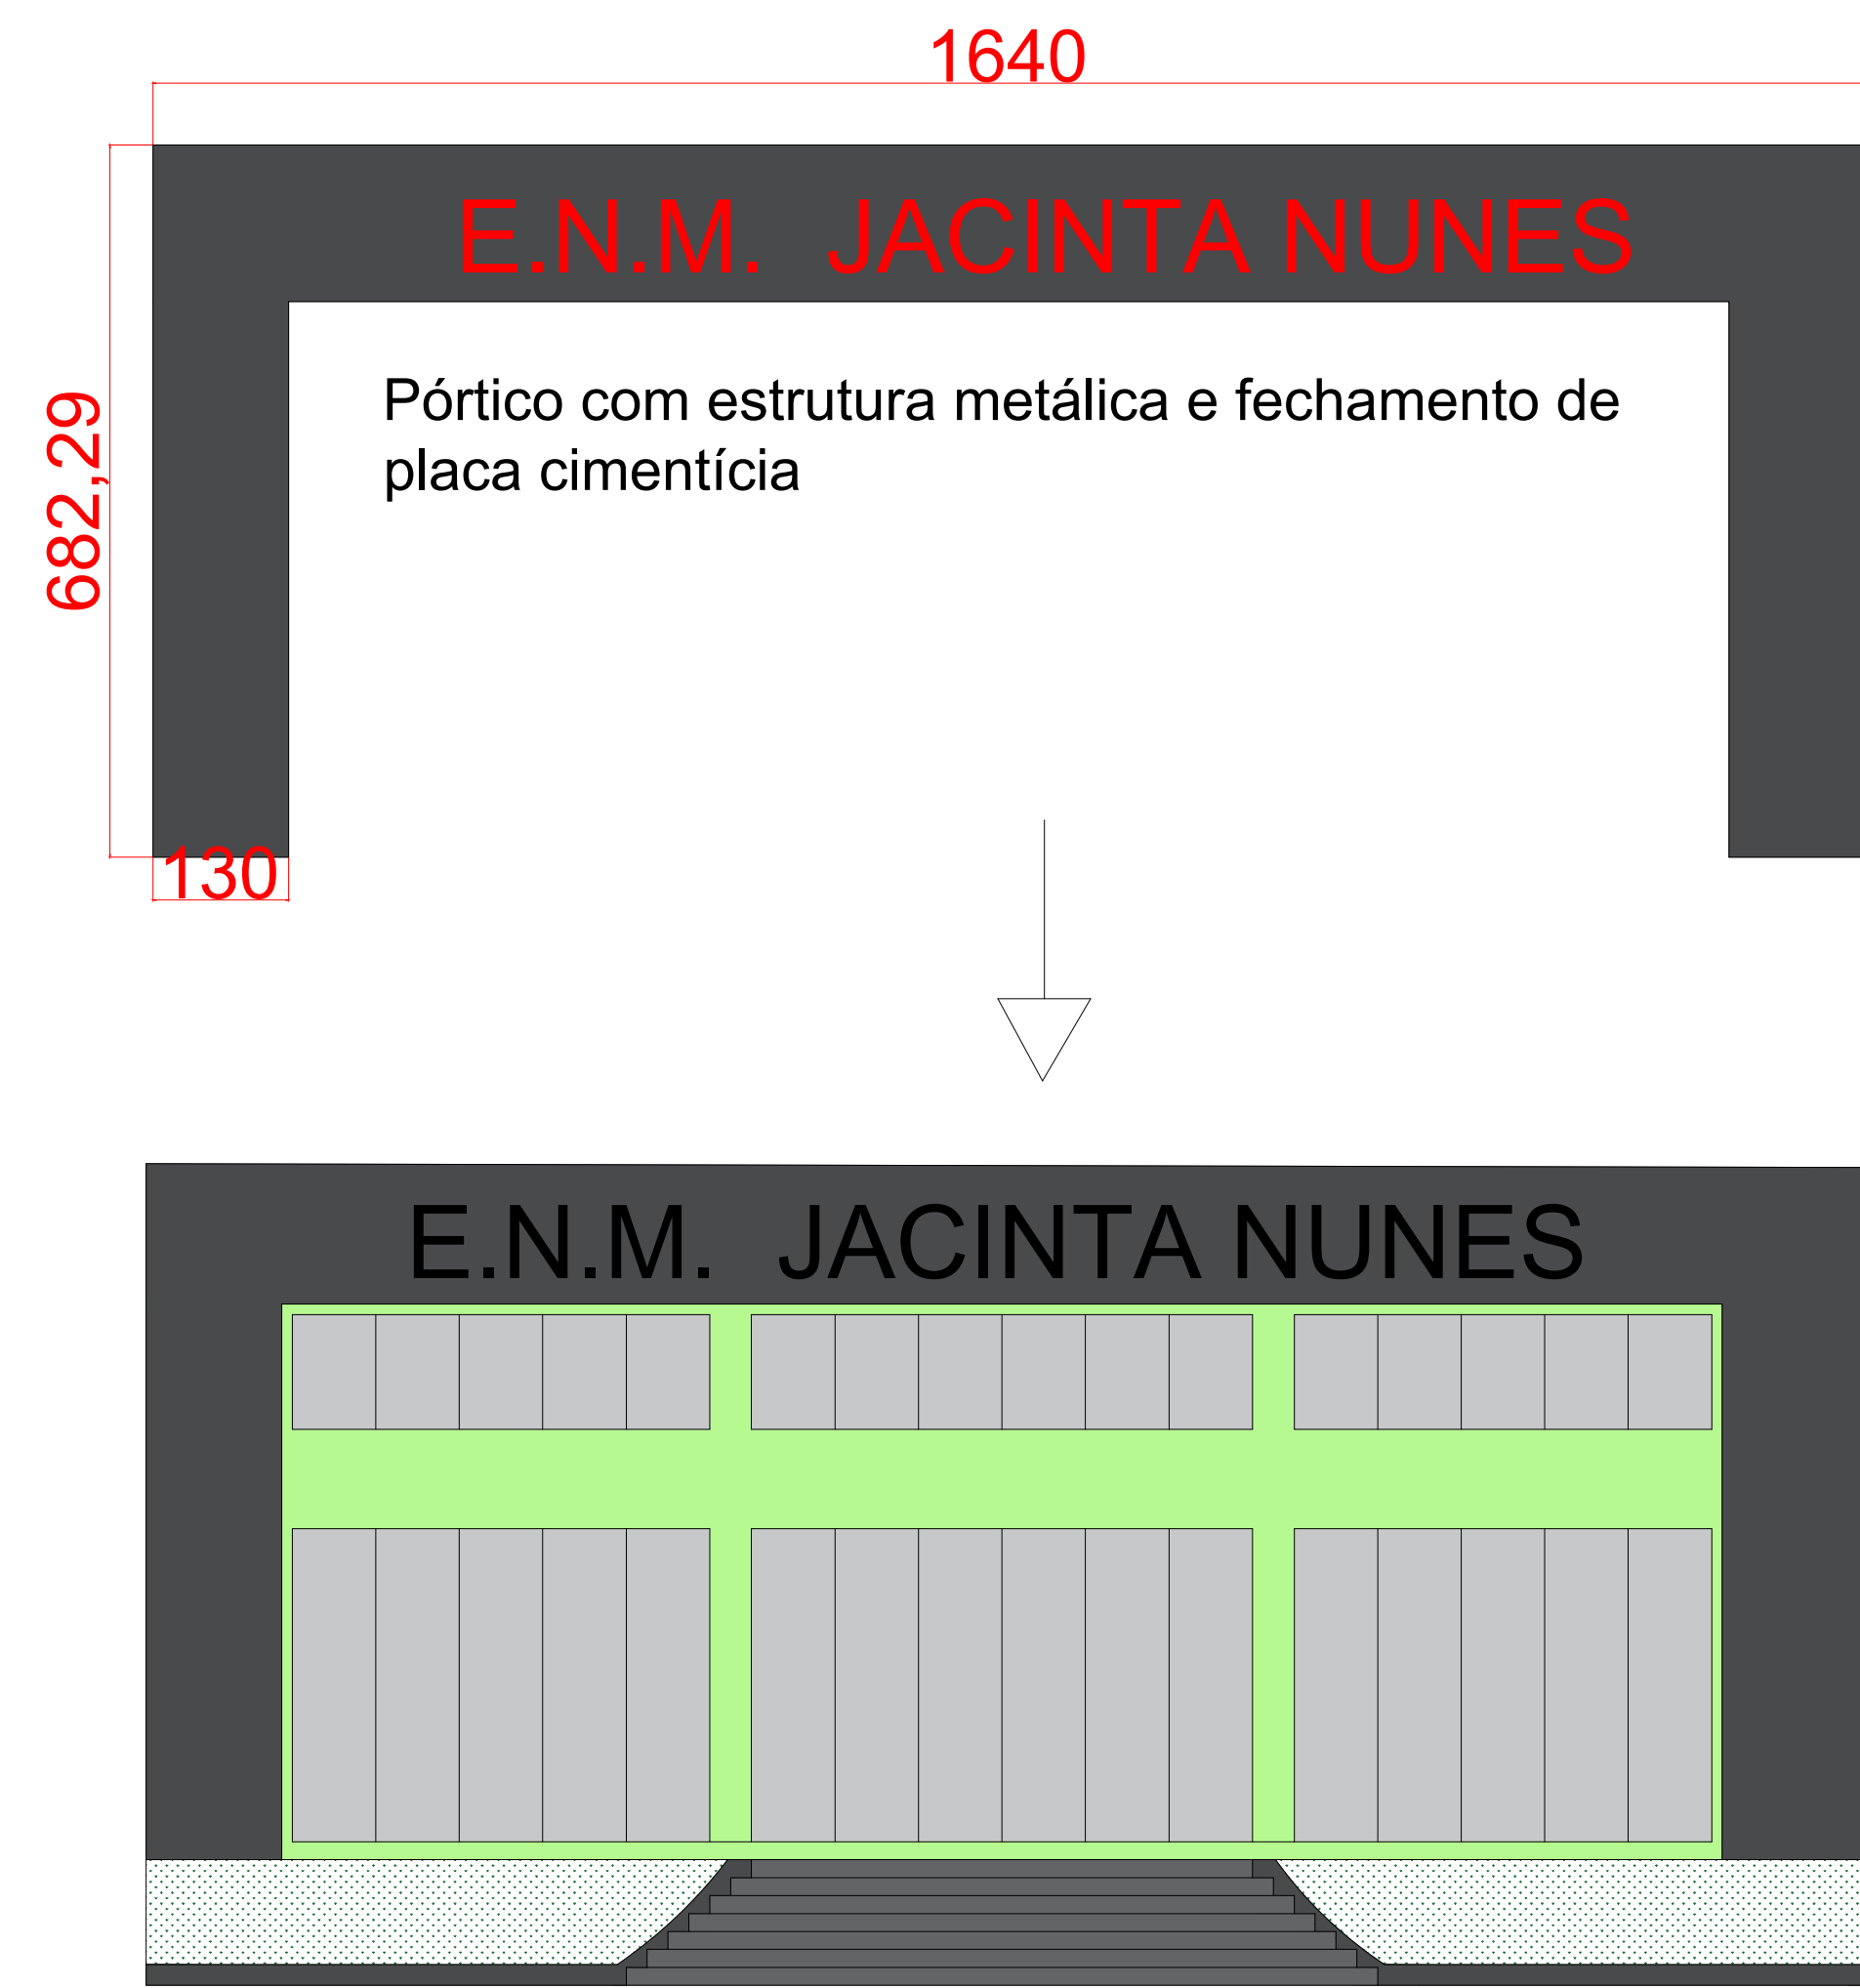 1640
E.N.M. JACINTA NUNES
Pórtico com estrutura metálica e fechamento de
placa cimentícia
682,29
130
E.N.M. JACINTA NUNES